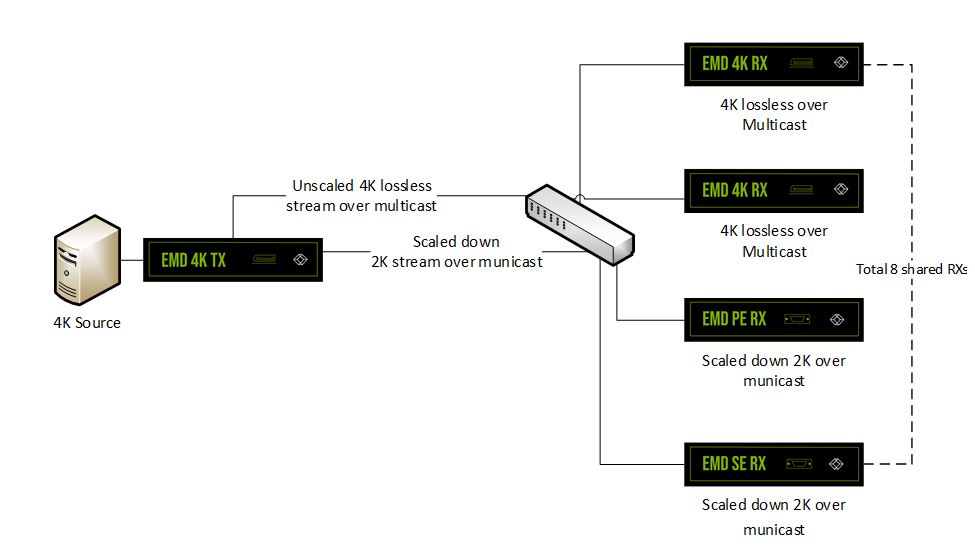 EMD 4K RX
4K lossless over
Multicast
Unscaled 4K lossless
stream over multicast
EMD 4K RX
4K lossless over
Multicast
Scaled down
2K stream over municast
EMD 4K TX
4K Source
Total 8 shared RXs
EMD PE RX
Scaled down 2K over
municast
EMD SE RX
Scaled down 2K over
municast